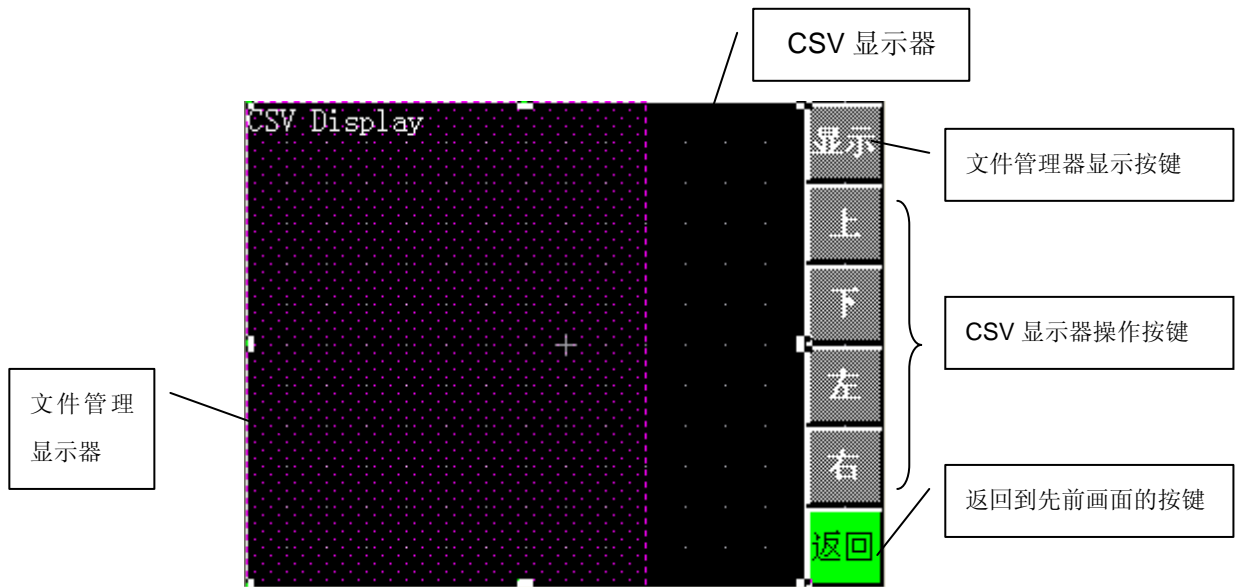 CSV 显示器
CSV Display
显示
文件管理器显示按键
上
下
CSV 显示器操作按键
左
文件管理
显示器
右
返回到先前画面的按键
返回